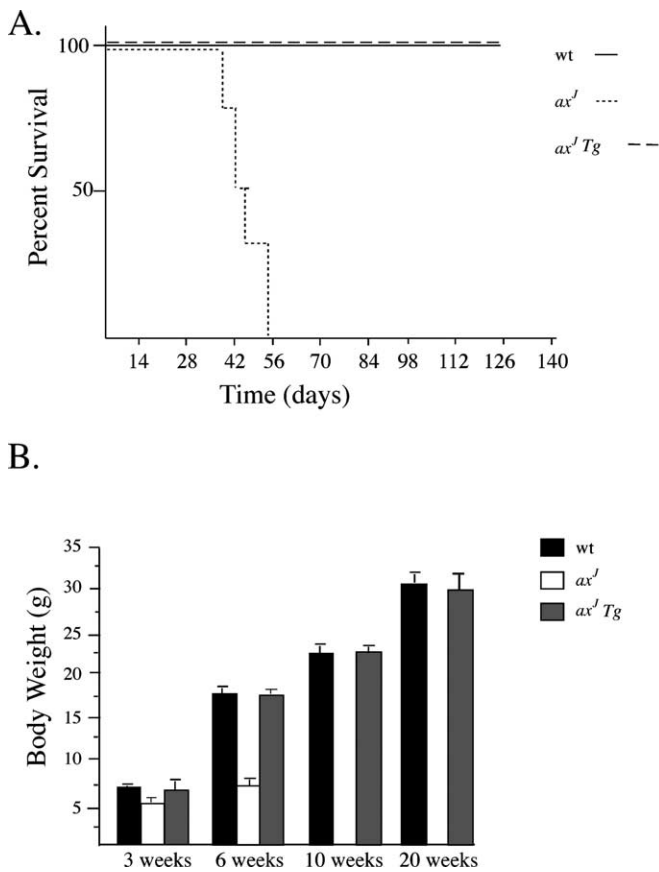 A.
100
50
Percent Survival
14 28 42 56 70 84 98 112 126 140
Time (days)
wt
ax^J
ax^J Tg
B.
35
30
25
20
15
10
5
Body Weight (g)
3 weeks 6 weeks 10 weeks 20 weeks
wt
ax^J
ax^J Tg